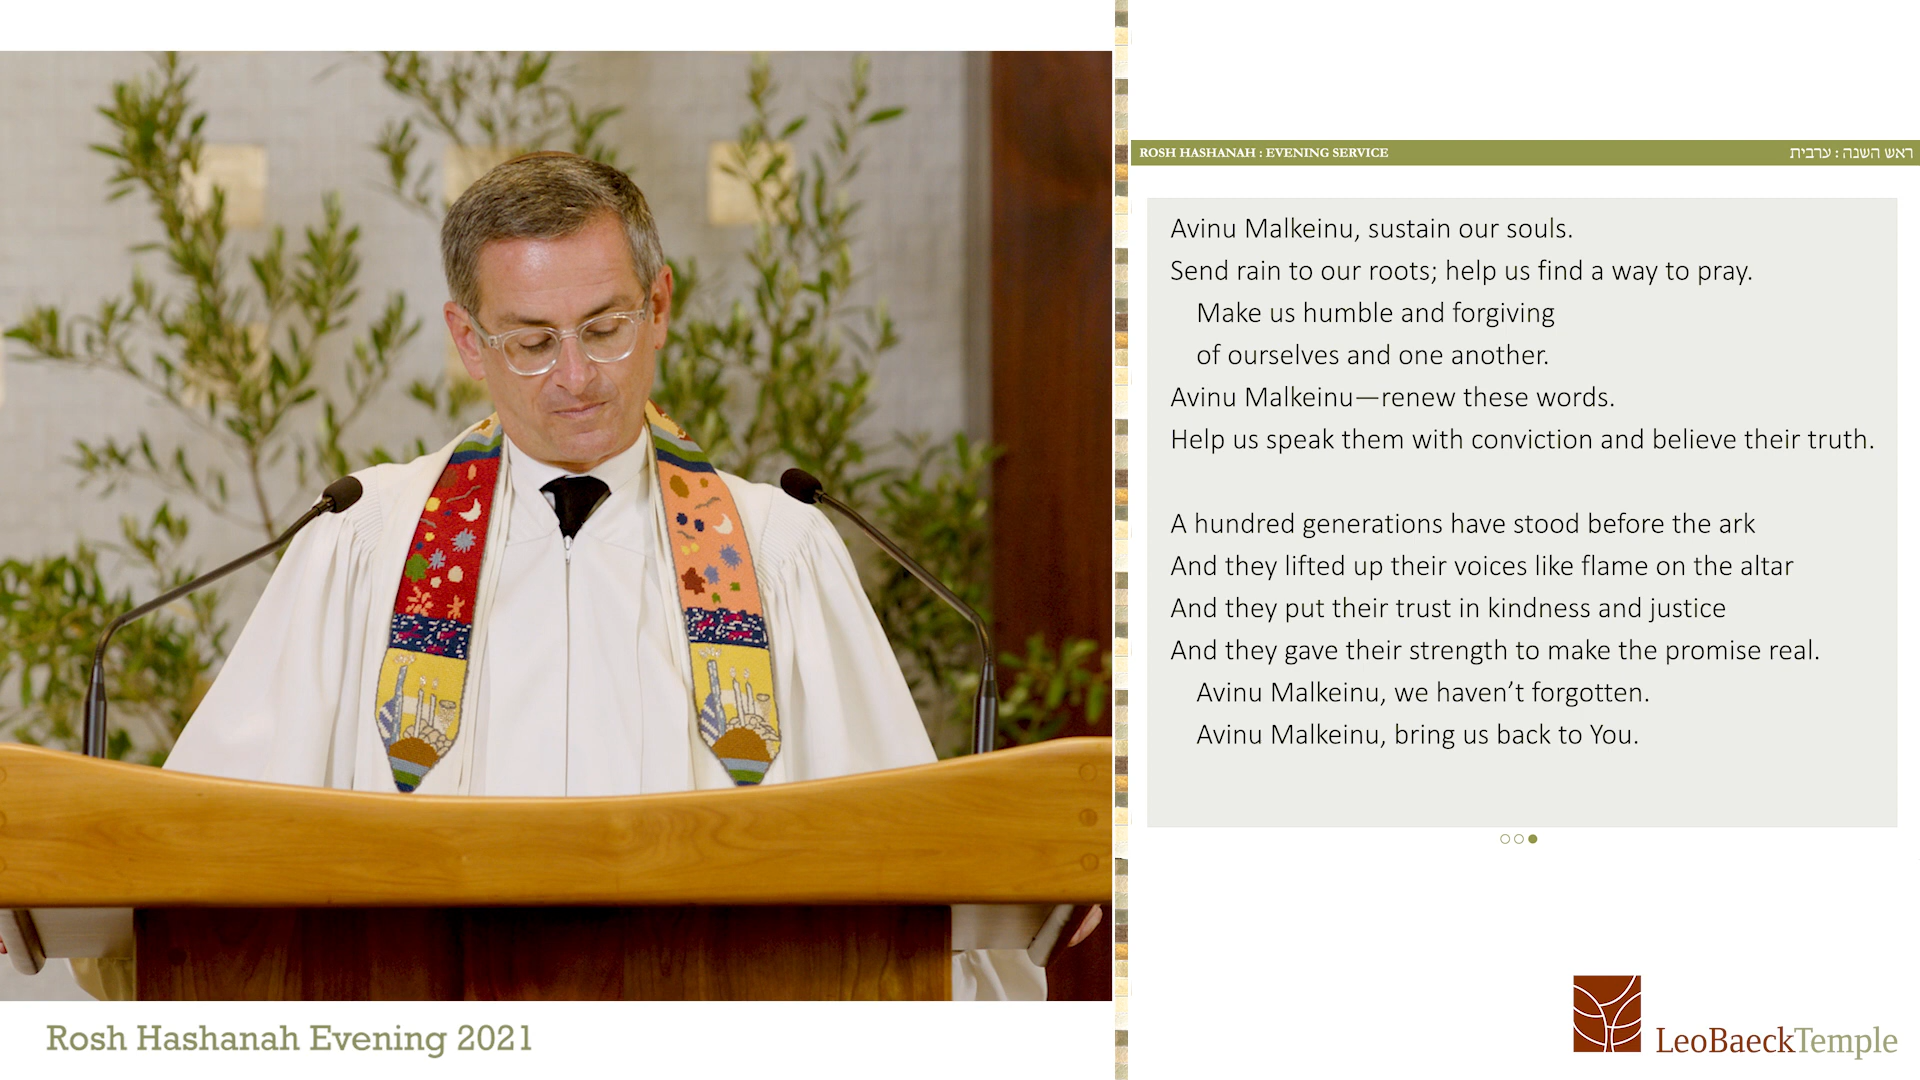 ROSH HASHANAH : EVENING SERVICE
ראש השנה : ערבית
Avinu Malkeinu, sustain our souls.
Send rain to our roots; help us find a way to pray.
Make us humble and forgiving
of ourselves and one another.
Avinu Malkeinu—renew these words.
Help us speak them with conviction and believe their truth.
A hundred generations have stood before the ark
And they lifted up their voices like flame on the altar
And they put their trust in kindness and justice
And they gave their strength to make the promise real.
Avinu Malkeinu, we haven’t forgotten.
Avinu Malkeinu, bring us back to You.
Rosh Hashanah Evening 2021
LeoBaeckTemple